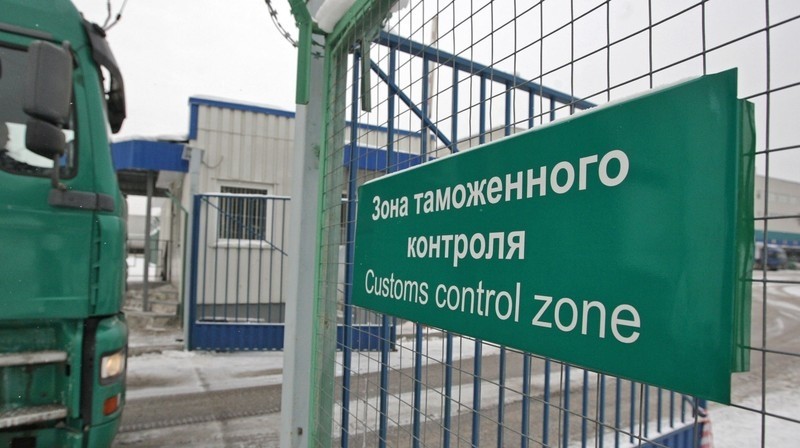 Зона таможенного
контроля
Customs control zone